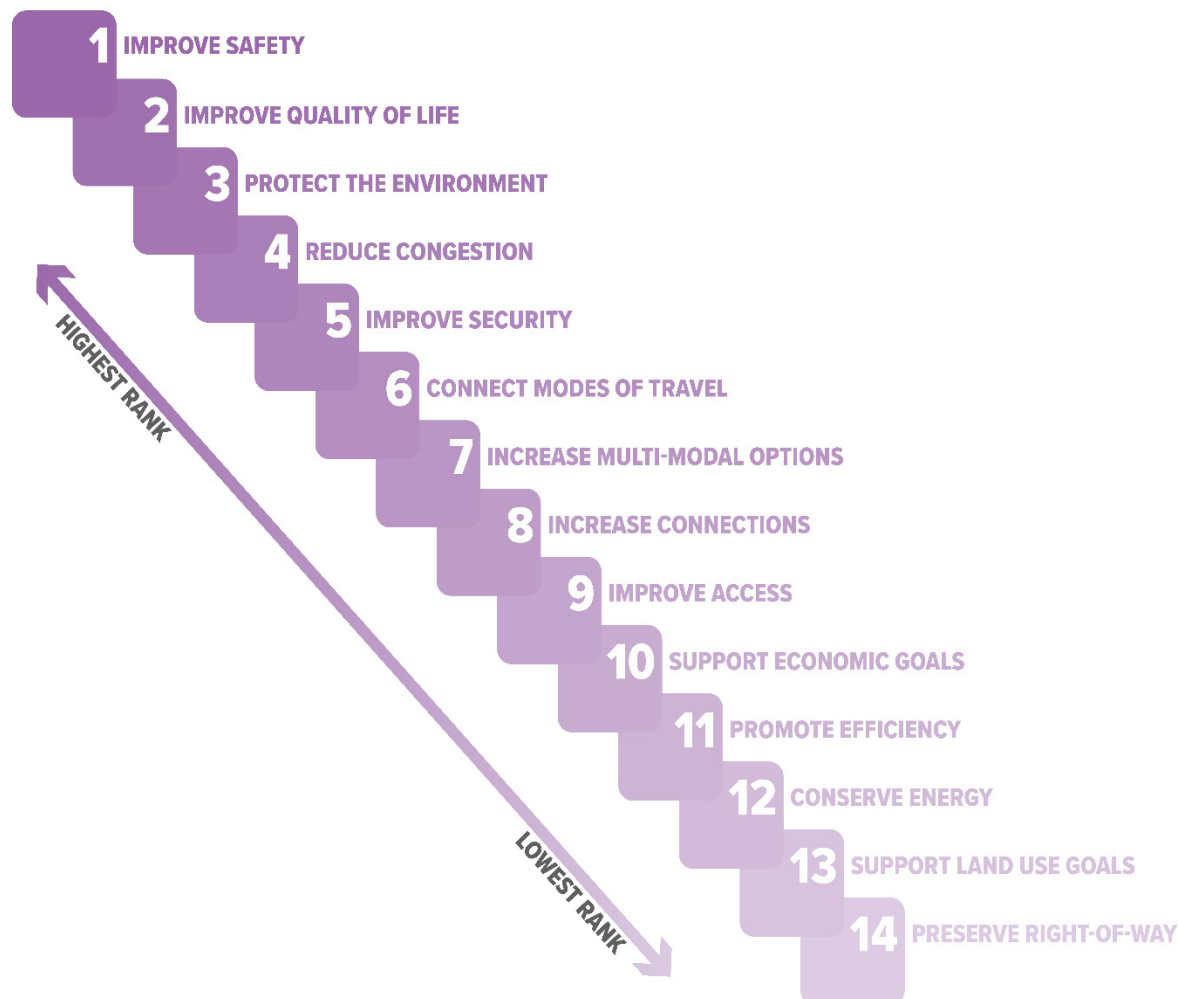 1 IMPROVE SAFETY
2 IMPROVE QUALITY OF LIFE
3 PROTECT THE ENVIRONMENT
4 REDUCE CONGESTION
5 IMPROVE SECURITY
6 CONNECT MODES OF TRAVEL
7 INCREASE MULTI-MODAL OPTIONS
8 INCREASE CONNECTIONS
9 IMPROVE ACCESS
10 SUPPORT ECONOMIC GOALS
11 PROMOTE EFFICIENCY
12 CONSERVE ENERGY
13 SUPPORT LAND USE GOALS
14 PRESERVE RIGHT-OF-WAY
HIGHEST RANK
LOWEST RANK